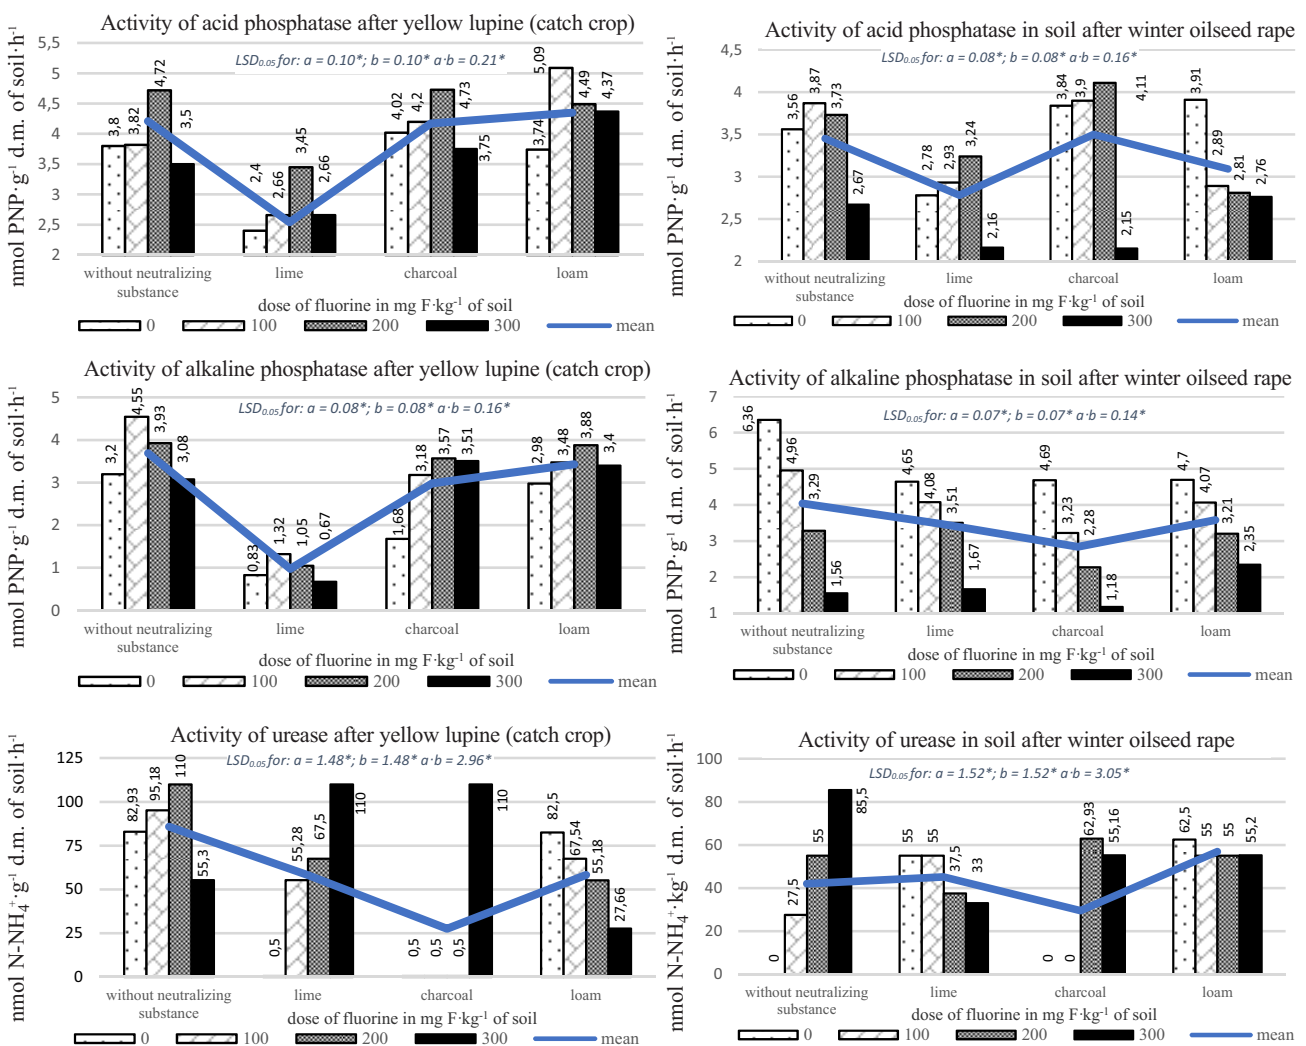 Activity of acid phosphatase after yellow lupine (catch crop)
LSD0.05 for: a = 0.10*; b = 0.10* a·b = 0.21*
nmol PNP·g-1 d.m. of soil·h-1
5,5
5
4,5
4
3,5
3
2,5
2
3,8
3,82
4,72
3,5
2,4
2,66
3,45
2,66
4,02
4,2
4,73
3,75
3,74
5,09
4,49
4,37
without neutralizing substance
lime
charcoal
loam
dose of fluorine in mg F·kg-1 of soil
0 100 200 300 mean
Activity of acid phosphatase in soil after winter oilseed rape
LSD0.05 for: a = 0.08*; b = 0.08* a·b = 0.16*
nmol PNP·g-1 d.m. of soil·h-1
4,5
4
3,5
3
2,5
2
3,56
3,87
3,73
2,67
2,78
2,93
3,24
2,16
3,84
3,9
4,11
2,15
3,91
2,89
2,81
2,76
without neutralizing
substance
lime
charcoal
loam
dose of fluorine in mg F·kg-1 of soil
0 100 200 300 mean
Activity of alkaline phosphatase after yellow lupine (catch crop)
LSD0.05 for: a = 0.08*; b = 0.08* a·b = 0.16*
nmol PNP·g-1 d.m. of soil·h-1
5
4
3
2
1
0
3,2
4,55
3,93
3,08
0,83
1,32
1,05
0,67
1,68
3,18
3,57
3,51
2,98
3,48
3,88
3,4
without neutralizing
substance
lime
charcoal
loam
dose of fluorine in mg F·kg-1 of soil
0 100 200 300 mean
Activity of alkaline phosphatase in soil after winter oilseed rape
LSD0.05 for: a = 0.07*; b = 0.07* a·b = 0.14*
nmol PNP·g-1 d.m. of soil·h-1
7
6
5
4
3
2
1
6,36
4,96
3,29
1,56
4,65
4,08
3,51
1,67
4,69
3,23
2,28
1,18
4,7
4,07
3,21
2,35
without neutralizing
substance
lime
charcoal
loam
dose of fluorine in mg F·kg-1 of soil
0 100 200 300 mean
Activity of urease after yellow lupine (catch crop)
LSD0.05 for: a = 1.48*; b = 1.48* a·b = 2.96*
nmol N-NH4+·g-1 d.m. of soil·h-1
125
100
75
50
25
0
82,93
95,18
110
55,3
0,5
55,28
67,5
110
0,5
0,5
0,5
110
82,5
67,54
55,18
27,66
without neutralizing
substance
lime
charcoal
loam
dose of fluorine in mg F·kg-1 of soil
0 100 200 300 mean
Activity of urease in soil after winter oilseed rape
LSD0.05 for: a = 1.52*; b = 1.52* a·b = 3.05*
nmol N-NH4+·kg-1 d.m. of soil·h-1
100
80
60
40
20
0
0
27,5
55
85,5
55
55
37,5
33
0
0
62,93
55,16
62,5
55
55
55,2
without neutralizing
substance
lime
charcoal
loam
dose of fluorine in mg F·kg-1 of soil
0 100 200 300 mean